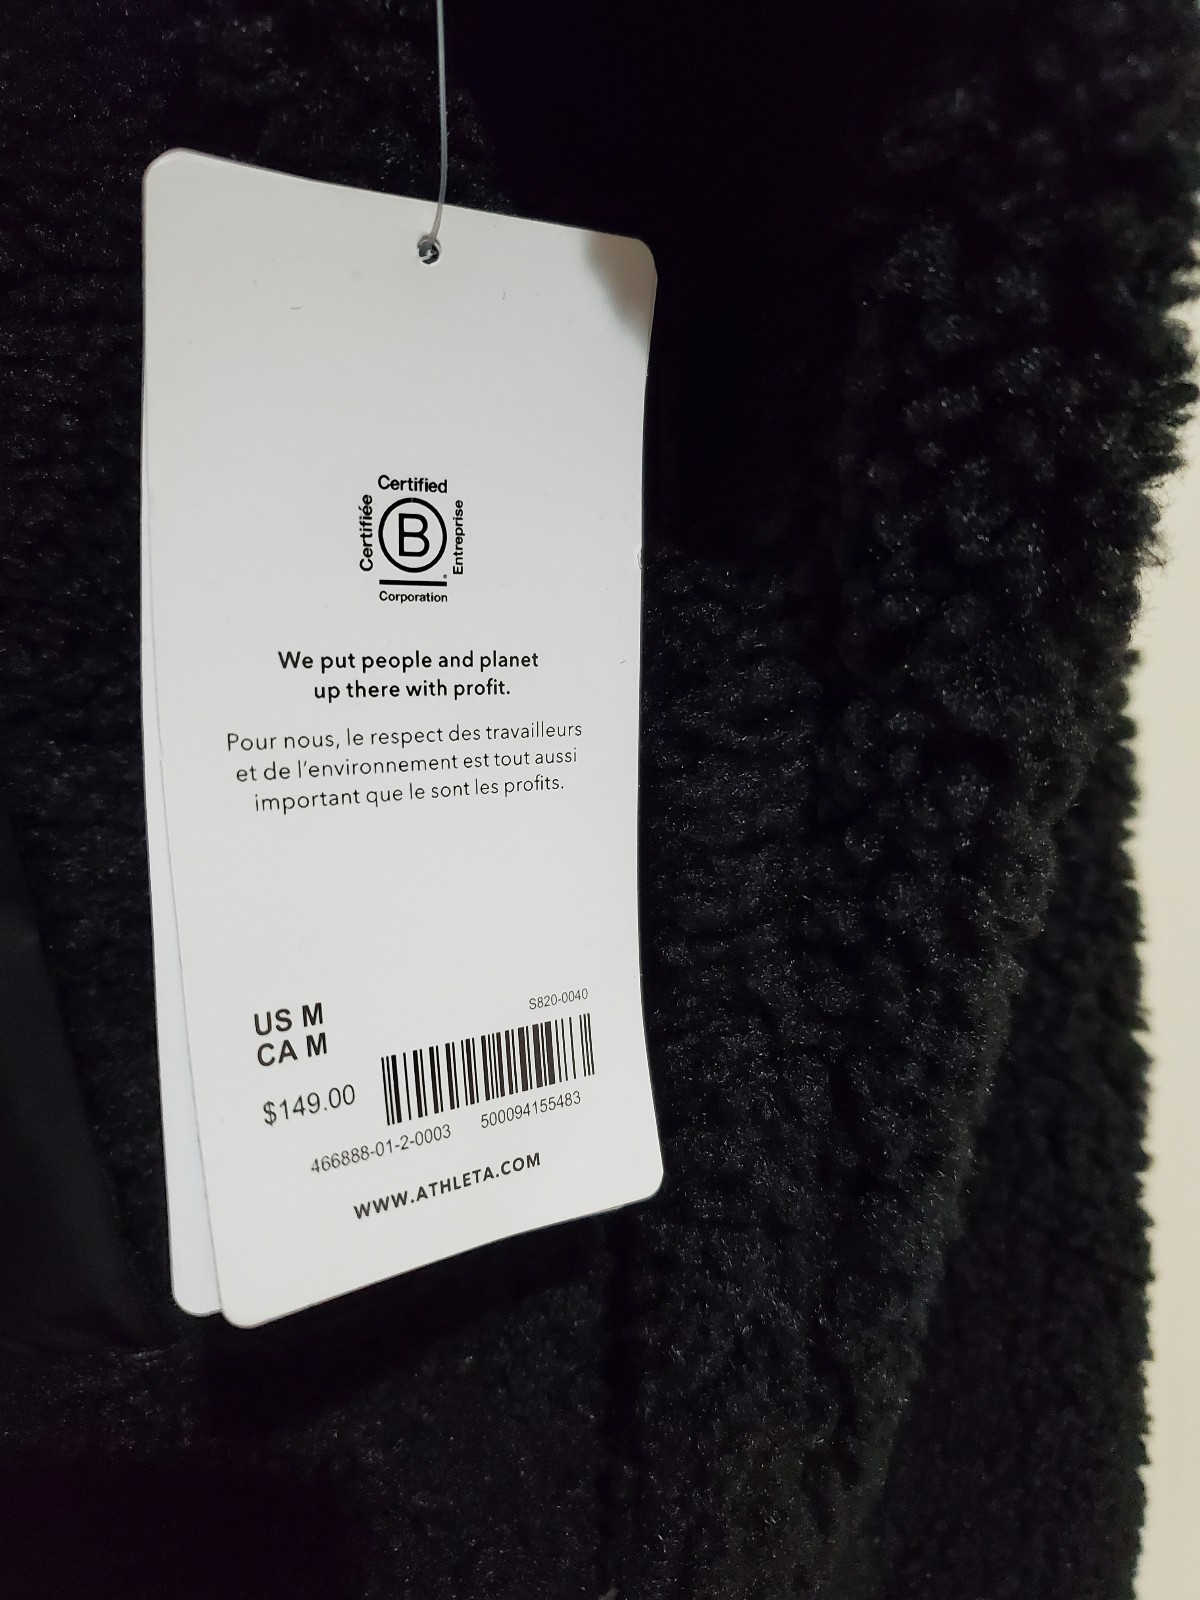 Certified
Certifiée
B
Entreprise
Corporation
We put people and planet
up there with profit.
Pour nous, le respect des travailleurs
et de l'environnement est tout aussi
important que le sont les profits.
US M
CA M
$149.00
S820-0040
466888-01-2-0003 500094155483
WWW.ATHLETA.COM